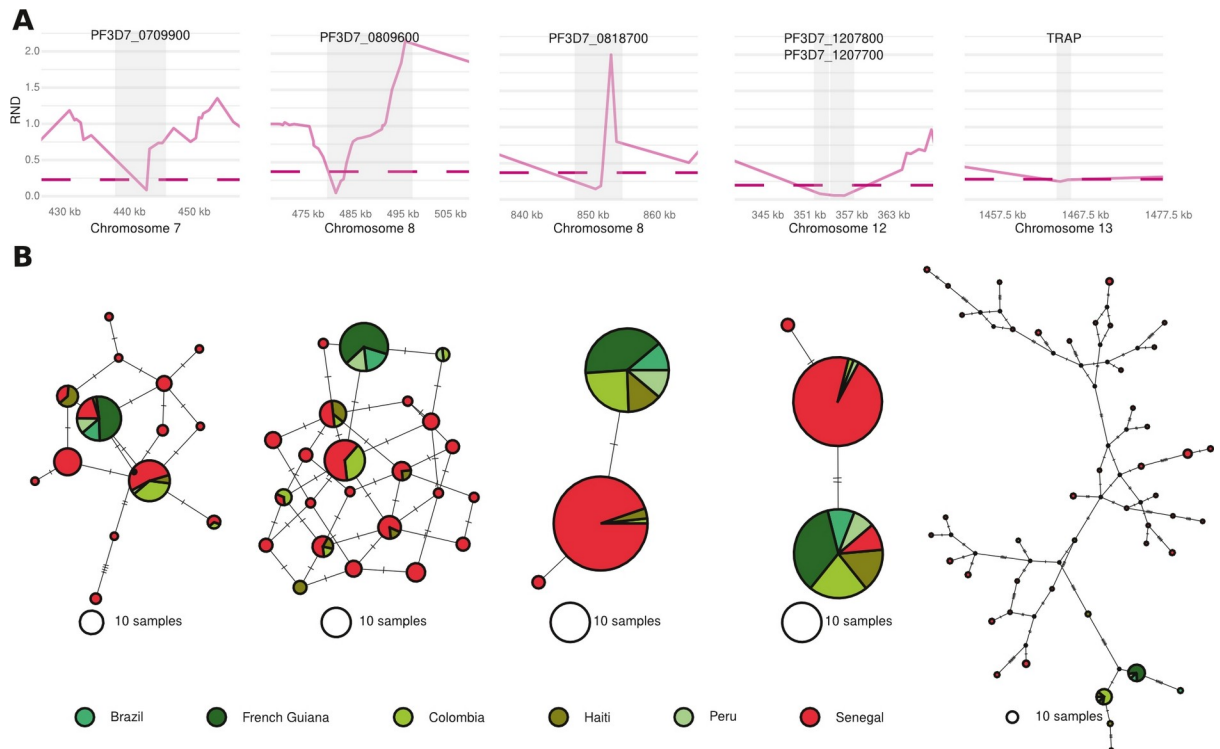 A
PF3D7_0709900
PF3D7_0809600
PF3D7_0818700
PF3D7_1207800
PF3D7_1207700
TRAP
RND
2.0
1.5
1.0
0.5
0.0
430 kb 440 kb 450 kb
475 kb 485 kb 495 kb 505 kb
840 kb 850 kb 860 kb
345 kb 351 kb 357 kb 363 kb
1457.5 kb 1467.5 kb 1477.5 kb
Chromosome 7
Chromosome 8
Chromosome 8
Chromosome 12
Chromosome 13
B
10 samples
10 samples
10 samples
10 samples
Brazil
French Guiana
Colombia
Haiti
Peru
Senegal
10 samples